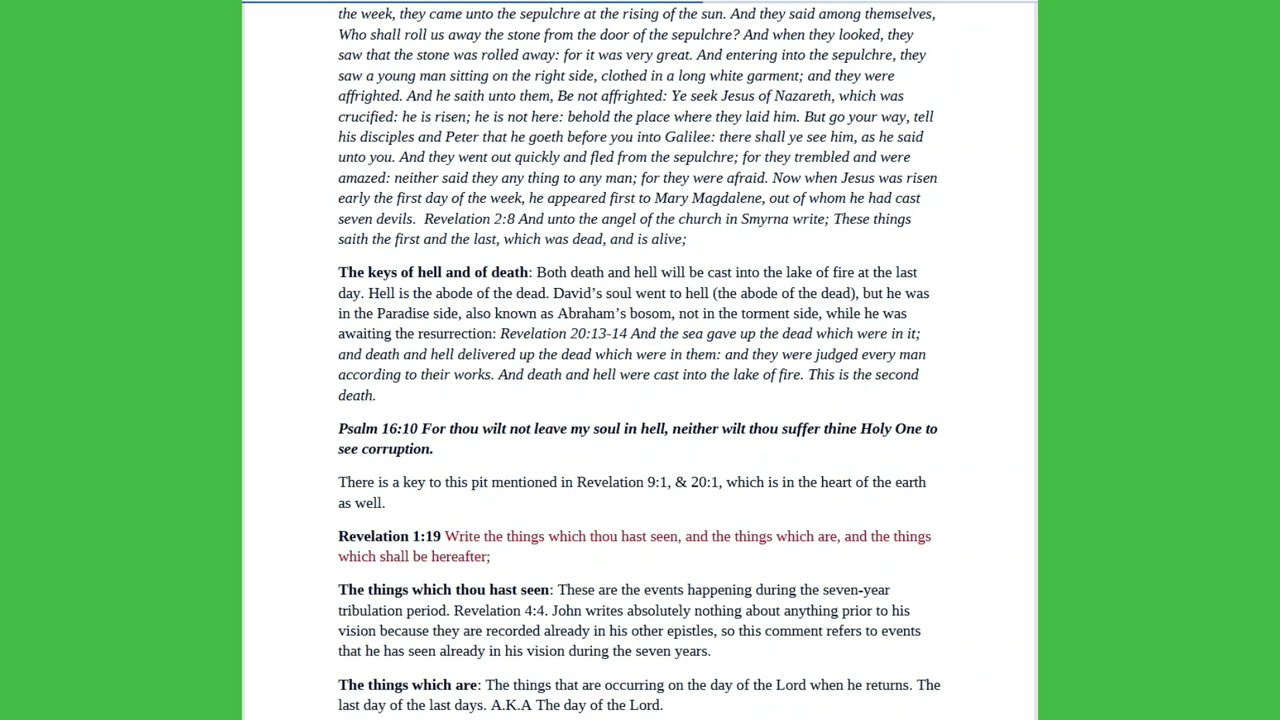 the week, they came unto the sepulchre at the rising of the sun. And they said among themselves,
Who shall roll us away the stone from the door of the sepulchre? And when they looked, they
saw that the stone was rolled away: for it was very great. And entering into the sepulchre, they
saw a young man sitting on the right side, clothed in a long white garment; and they were
affrighted. And he saith unto them, Be not affrighted: Ye seek Jesus of Nazareth, which was
crucified: he is risen; he is not here: behold the place where they laid him. But go your way, tell
his disciples and Peter that he goeth before you into Galilee: there shall ye see him, as he said
unto you. And they went out quickly and fled from the sepulchre; for they trembled and were
amazed: neither said they any thing to any man; for they were afraid. Now when Jesus was risen
early the first day of the week, he appeared first to Mary Magdalene, out of whom he had cast
seven devils.  Revelation 2:8 And unto the angel of the church in Smyrna write; These things
saith the first and the last, which was dead, and is alive;
The keys of hell and of death: Both death and hell will be cast into the lake of fire at the last
day. Hell is the abode of the dead. David’s soul went to hell (the abode of the dead), but he was
in the Paradise side, also known as Abraham’s bosom, not in the torment side, while he was
awaiting the resurrection: Revelation 20:13-14 And the sea gave up the dead which were in it;
and death and hell delivered up the dead which were in them: and they were judged every man
according to their works. And death and hell were cast into the lake of fire. This is the second
death.
Psalm 16:10 For thou wilt not leave my soul in hell, neither wilt thou suffer thine Holy One to
see corruption.
There is a key to this pit mentioned in Revelation 9:1, & 20:1, which is in the heart of the earth
as well.
Revelation 1:19 Write the things which thou hast seen, and the things which are, and the things
which shall be hereafter;
The things which thou hast seen: These are the events happening during the seven-year
tribulation period. Revelation 4:4. John writes absolutely nothing about anything prior to his
vision because they are recorded already in his other epistles, so this comment refers to events
that he has seen already in his vision during the seven years.
The things which are: The things that are occurring on the day of the Lord when he returns. The
last day of the last days. A.K.A The day of the Lord.